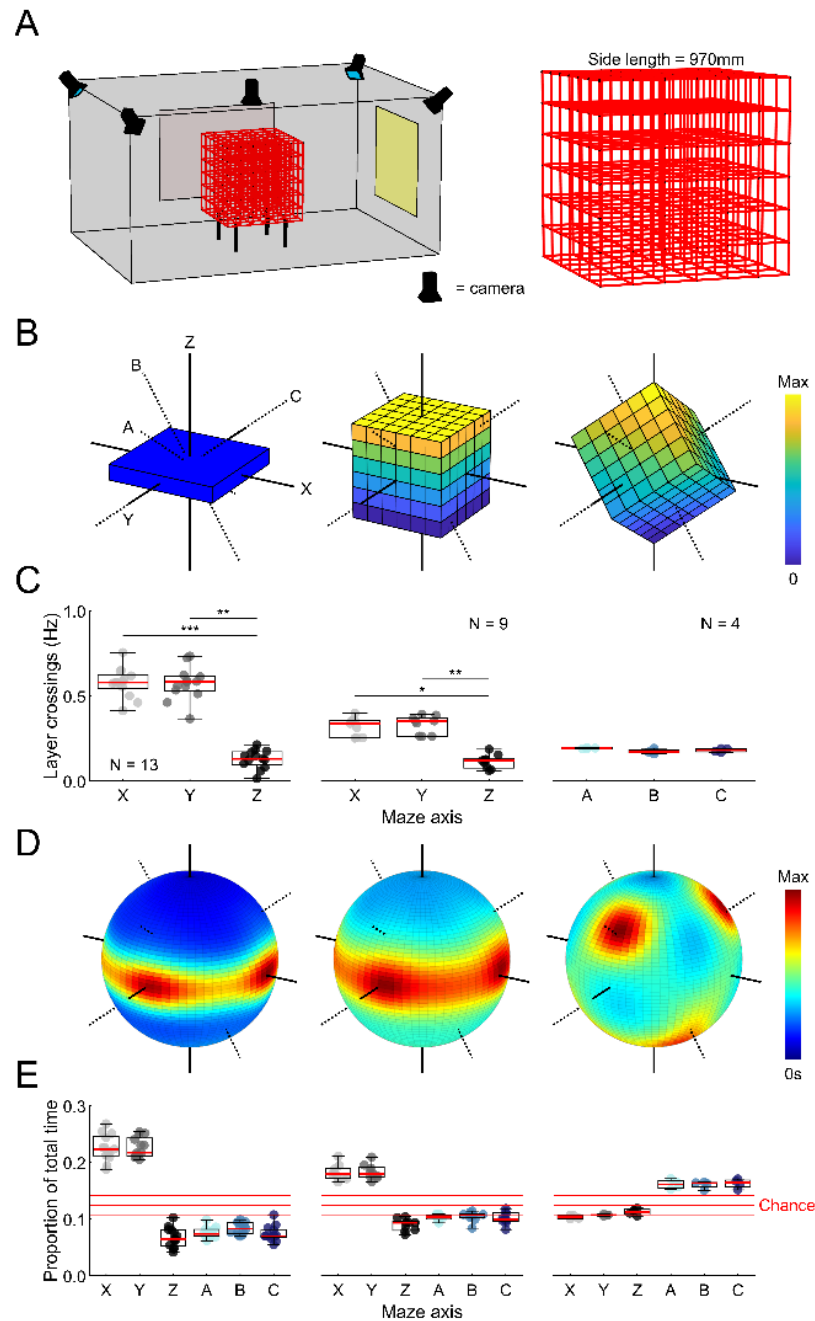 A
Side length = 970mm
= camera
B
Z
B
C
A
X
Y
Max
0
C
Layer crossings (Hz)
1.0
0.5
0.0
***
**
N = 13
X Y Z
N = 9
*
**
X Y Z
Maze axis
N = 4
A B C
D
Max
0s
E
Proportion of total time
0.3
0.2
0.1
0.0
Chance
X Y Z A B C
X Y Z A B C
X Y Z A B C
Maze axis